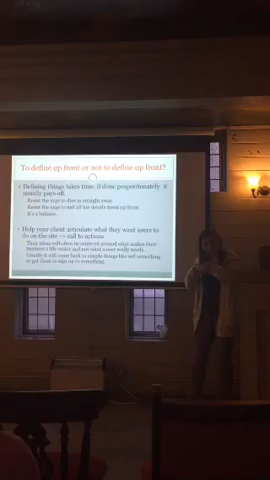 To define up front or not to define up front?
Defining things takes time, if done proportionately it
usually pays off.
Resist the urge to dive in straight away
Resist the urge to nail all the details down up front
It's a balance.
Help your client articulate what they want users to
do on the site –> call to actions
Their ideas will often be centered around what makes their
business's life easier and not what a user really needs.
Usually it will come back to simple things like sell something
or get them to sign up to something.